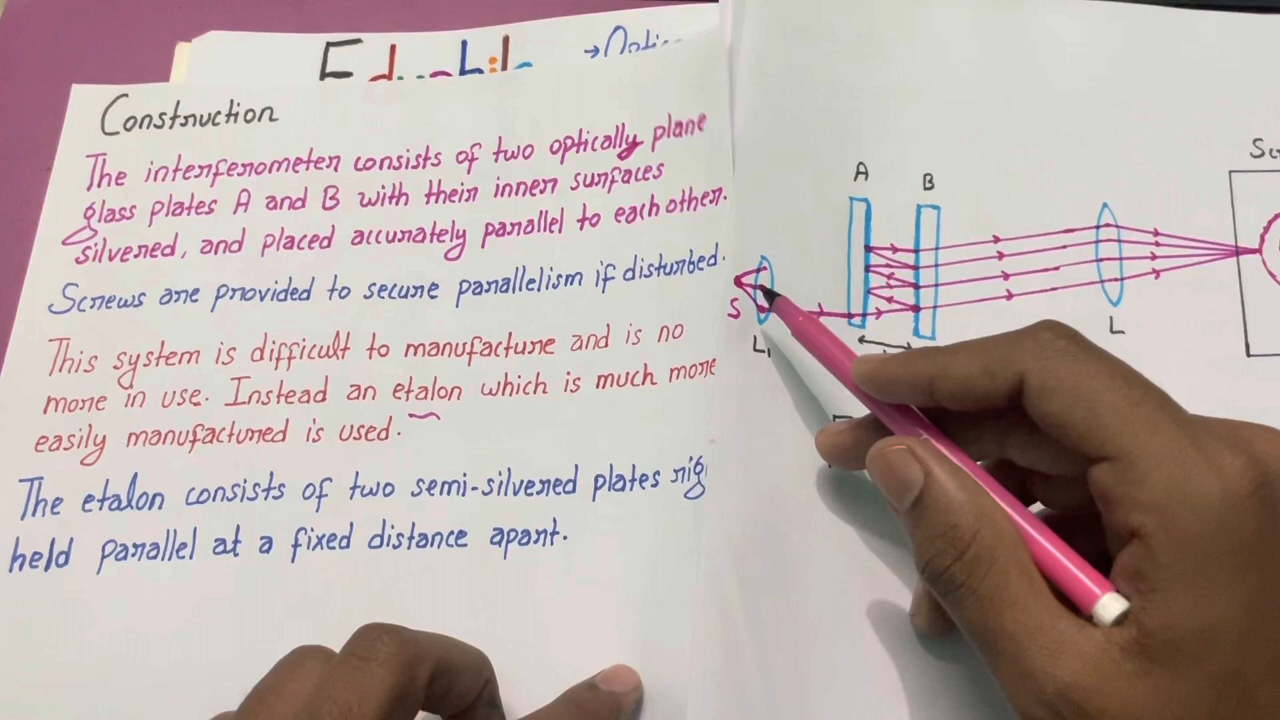 Construction
The interferometer consists of two optically plane
glass plates A and B with their inner surfaces
silvered, and placed accurately parallel to each other.
Screws are provided to secure parallelism if disturbed.
This system is difficult to manufacture and is no
more in use. Instead an etalon which is much more
easily manufactured is used.
The etalon consists of two semi-silvered plates rig
held parallel at a fixed distance apart.
A
B
S
L₁
L